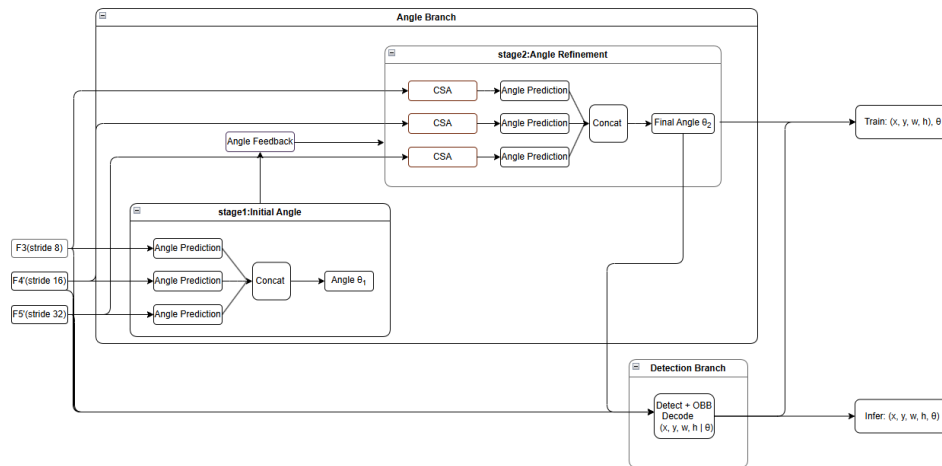 Angle Branch
stage2:Angle Refinement
CSA
Angle Prediction
CSA
Angle Prediction
Concat
Final Angle θ2
CSA
Angle Prediction
Train: (x, y, w, h), θ
Angle Feedback
stage1:Initial Angle
F3(stride 8)
Angle Prediction
F4'(stride 16)
Angle Prediction
Concat
Angle θ1
F5'(stride 32)
Angle Prediction
Detection Branch
Detect + OBB
Decode
(x, y, w, h | θ)
Infer: (x, y, w, h, θ)